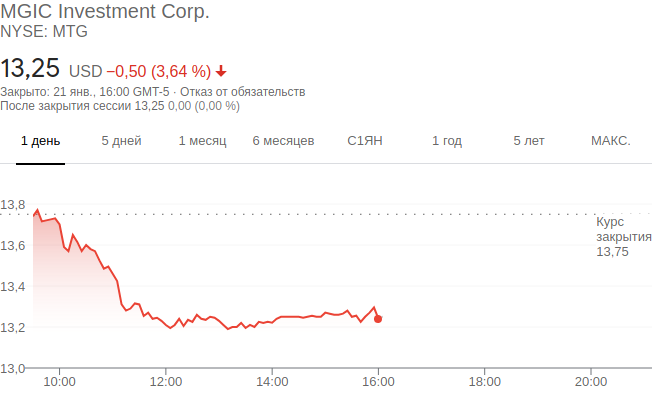 MGIC Investment Corp.
NYSE: MTG
13,25 USD −0,50 (3,64 %)
Закрыто: 21 янв., 16:00 GMT-5 · Отказ от обязательств
После закрытия сессии 13,25 0,00 (0,00 %)
1 день 5 дней 1 месяц 6 месяцев С1ЯН 1 год 5 лет МАКС.
13,8
Курс
закрытия
13,75
13,6
13,4
13,2
13,0
10:00 12:00 14:00 16:00 18:00 20:00